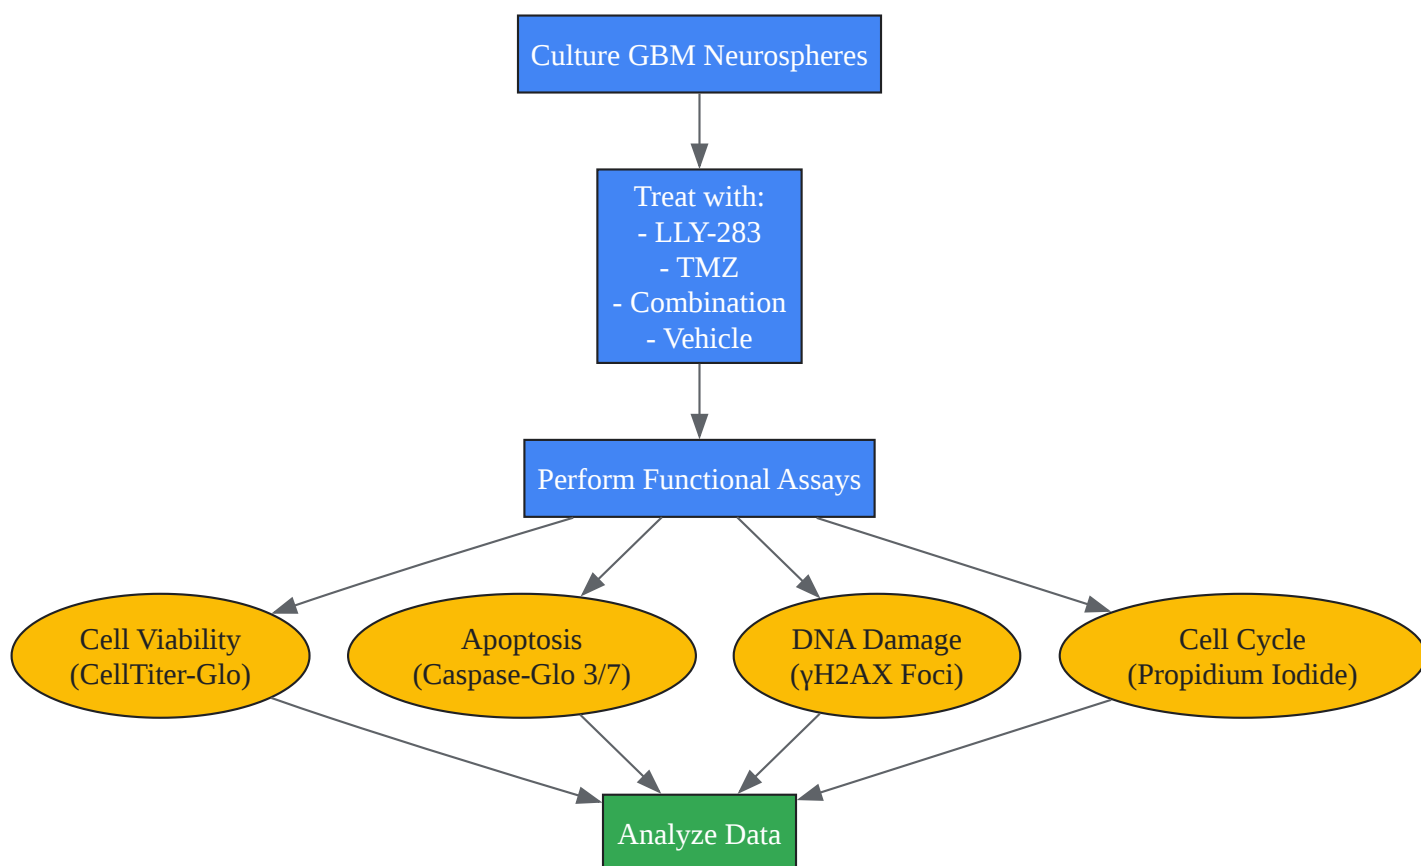 Culture GBM Neurospheres
Treat with:
- LLY-283
- TMZ
- Combination
- Vehicle
Perform Functional Assays
Cell Viability
(CellTiter-Glo)
Apoptosis
(Caspase-Glo 3/7)
DNA Damage
(γH2AX Foci)
Cell Cycle
(Propidium Iodide)
Analyze Data